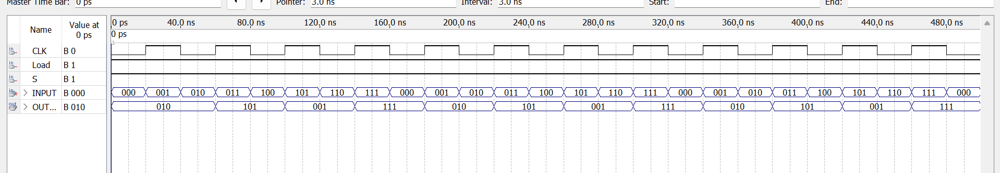 Master Time Bar: 0 ps Pointer: 3.0 ns Interval: 3.0 ns Start: End:
Name Value at 0 ps 0 ps 40.0 ns 80.0 ns 120.0 ns 160.0 ns 200.0 ns 240.0 ns 280.0 ns 320.0 ns 360.0 ns 400.0 ns 440.0 ns 480.0 ns
0 ps
in CLK B 0
in Load B 1
in S B 1
in INPUT B 000 000 001 010 011 100 101 110 111 000 001 010 011 100 101 110 111 000 001 010 011 100 101 110 111 000
out OUT... B 010 010 101 001 111 010 101 001 111 010 101 001 111